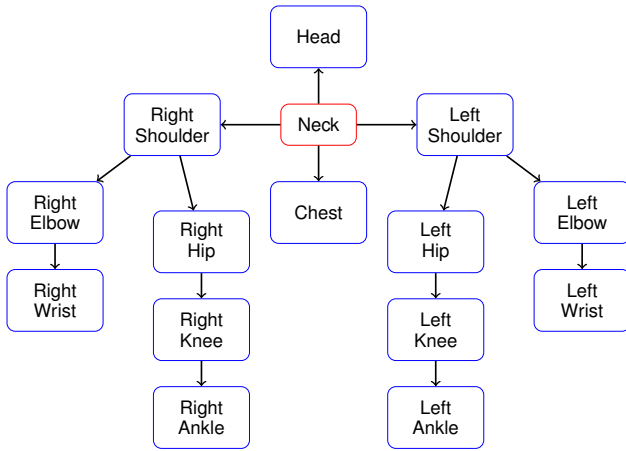 Head
Right
Shoulder
Neck
Left
Shoulder
Right
Elbow
Chest
Left
Elbow
Right
Hip
Left
Hip
Right
Wrist
Left
Wrist
Right
Knee
Left
Knee
Right
Ankle
Left
Ankle